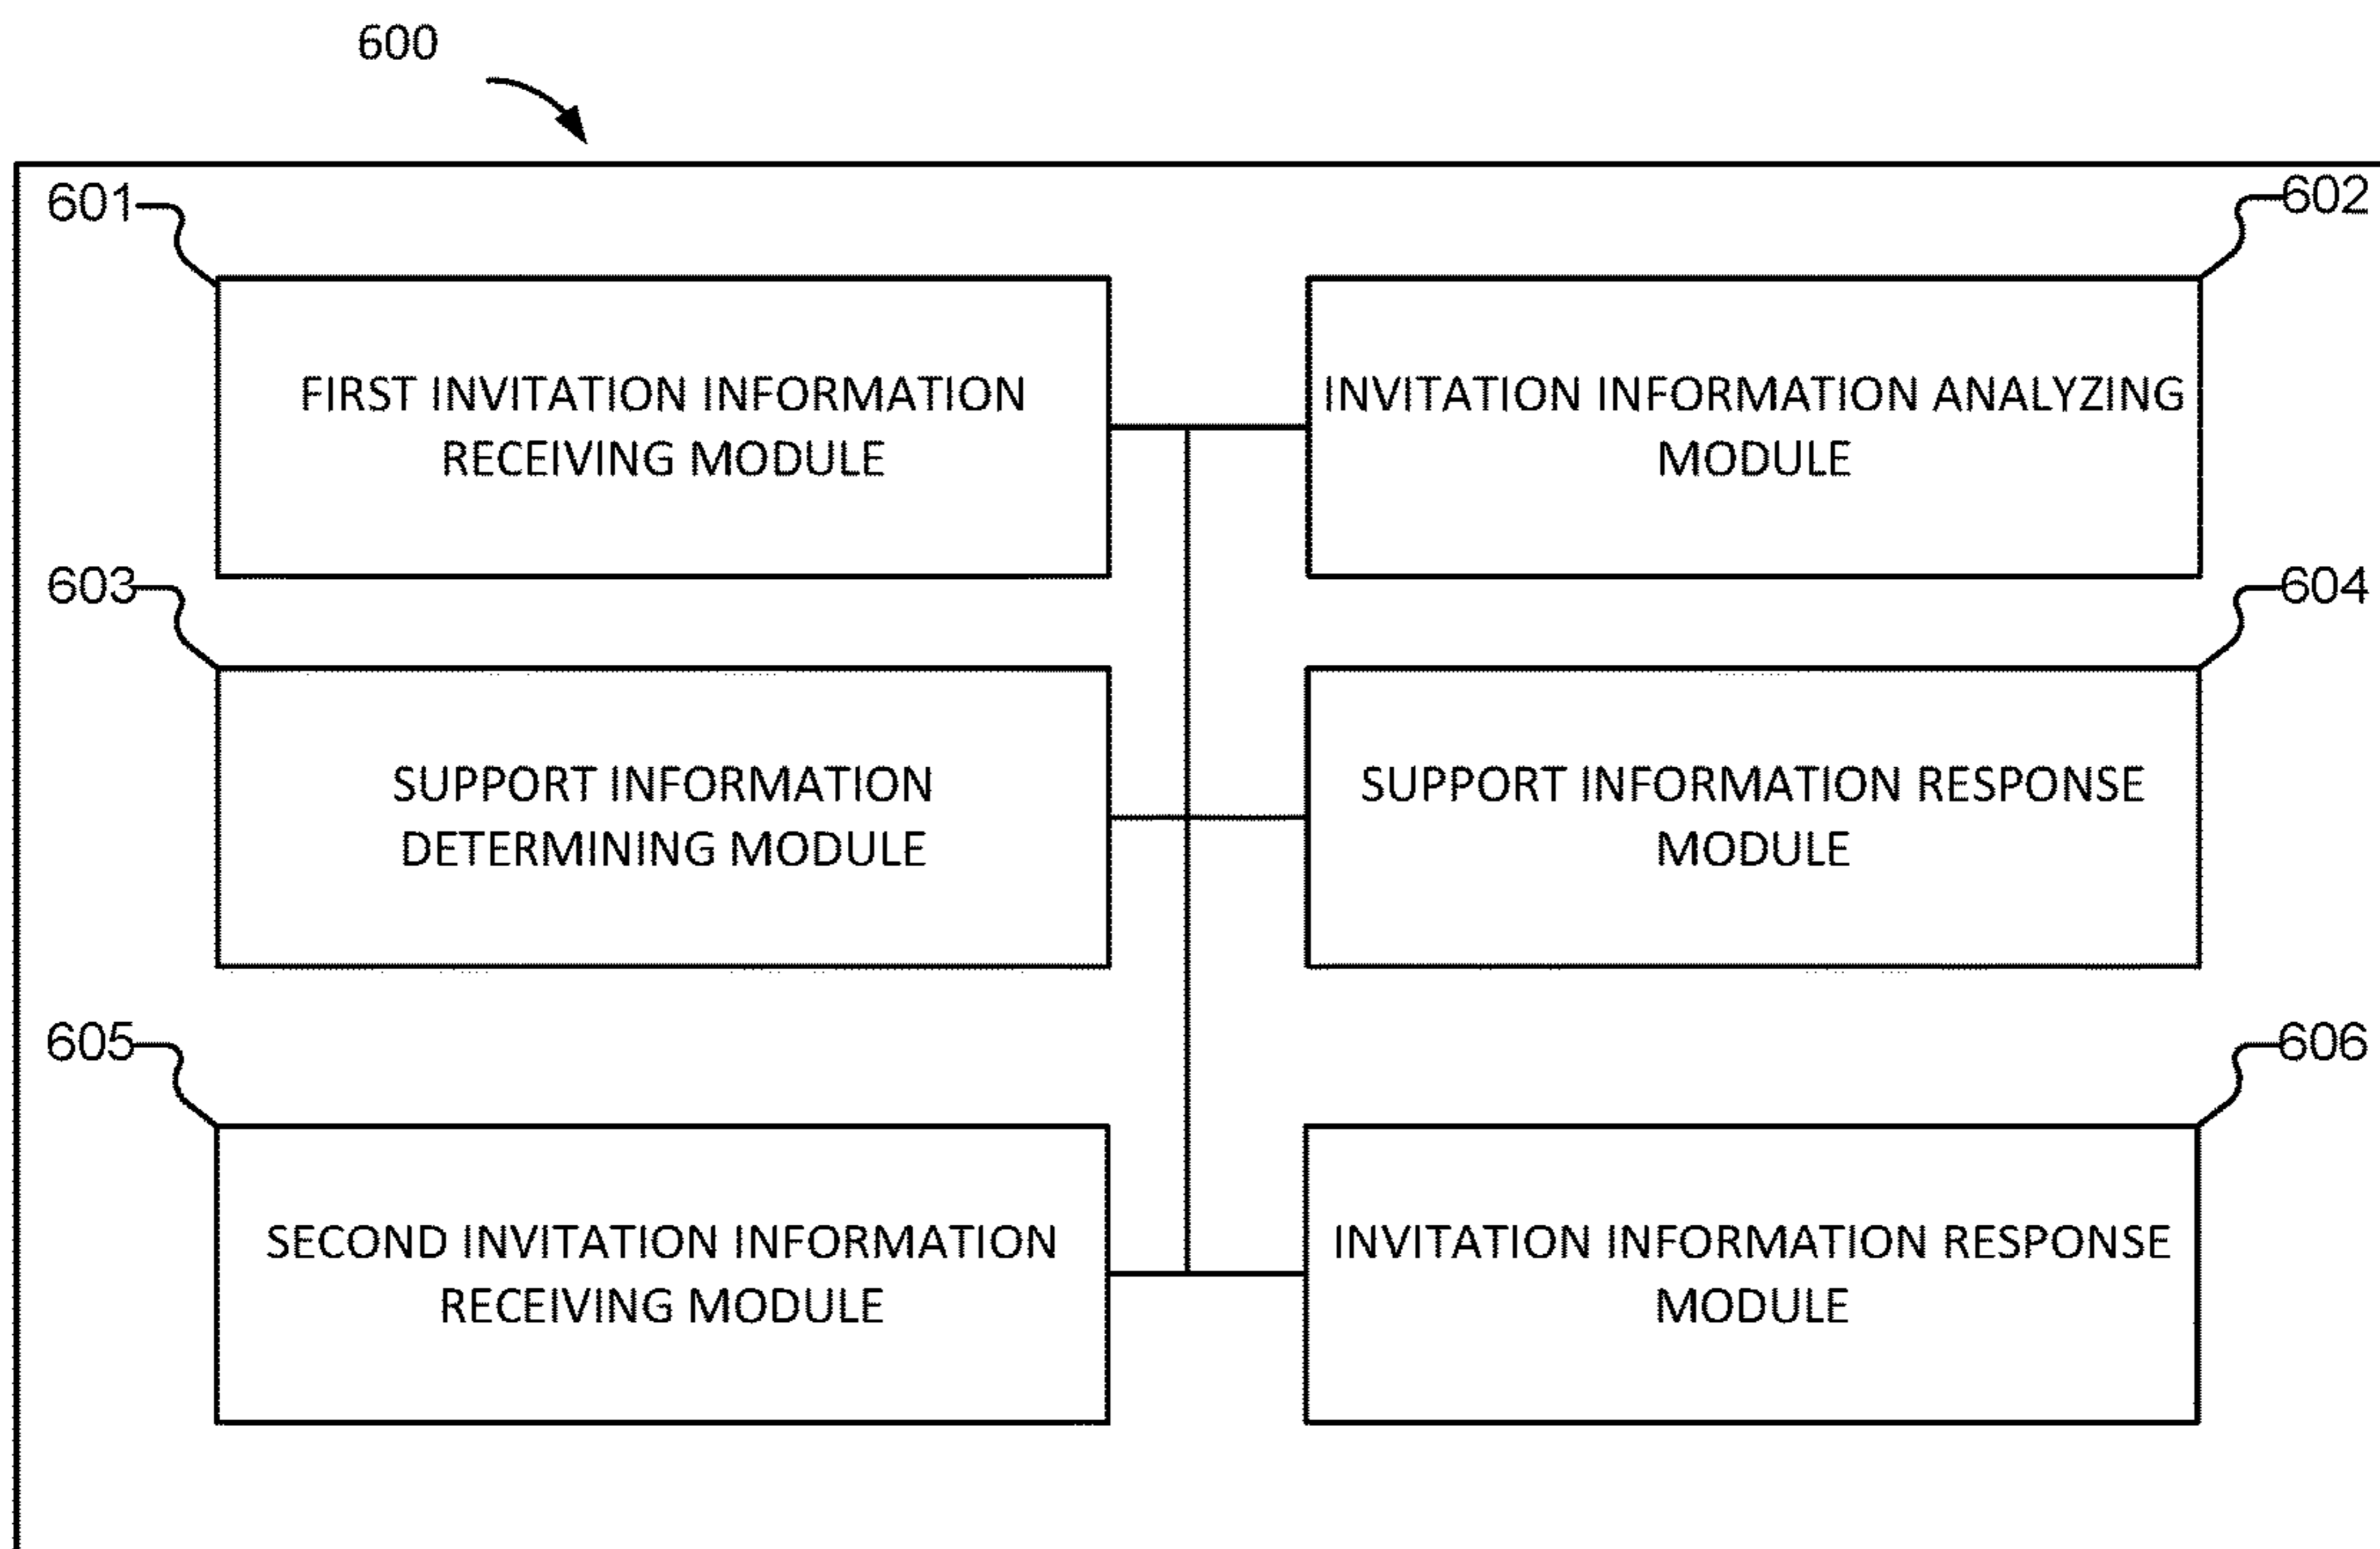 600
601
602
FIRST INVITATION INFORMATION
RECEIVING MODULE
INVITATION INFORMATION ANALYZING
MODULE
603
604
SUPPORT INFORMATION
DETERMINING MODULE
SUPPORT INFORMATION RESPONSE
MODULE
605
606
SECOND INVITATION INFORMATION
RECEIVING MODULE
INVITATION INFORMATION RESPONSE
MODULE